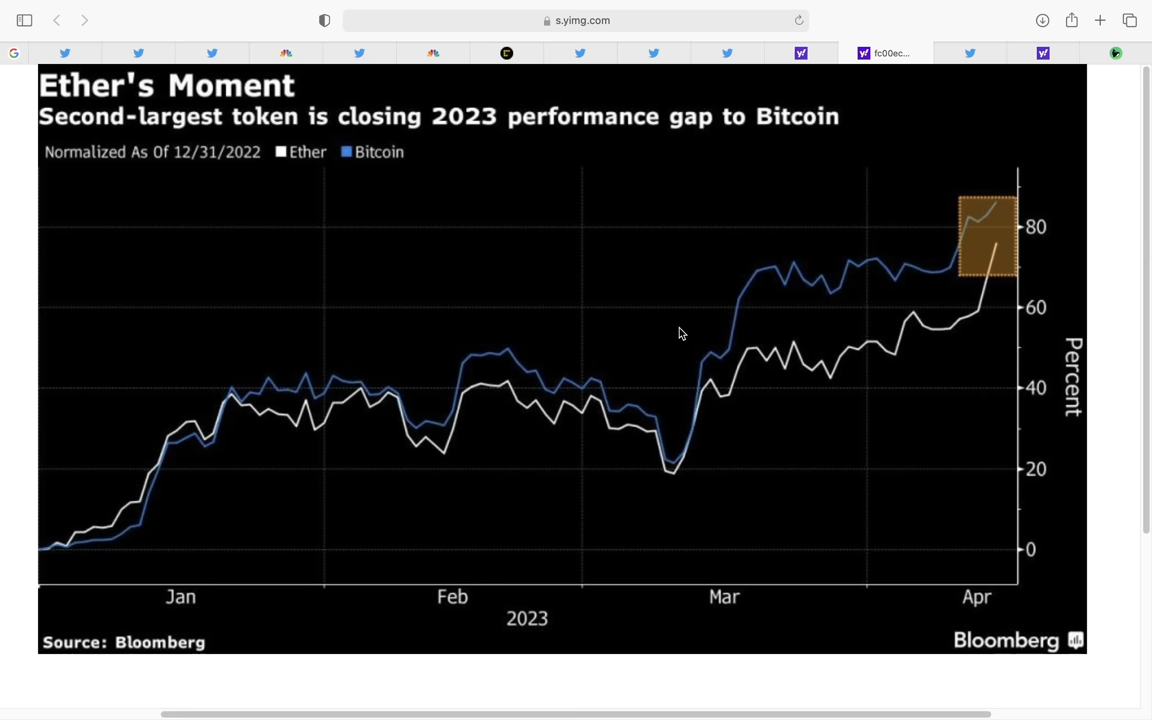 s.yimg.com
fc00ec...
Ether's Moment
Second-largest token is closing 2023 performance gap to Bitcoin
Normalized As Of 12/31/2022 Ether Bitcoin
80
60
40
20
0
Percent
Jan Feb Mar Apr
2023
Source: Bloomberg Bloomberg